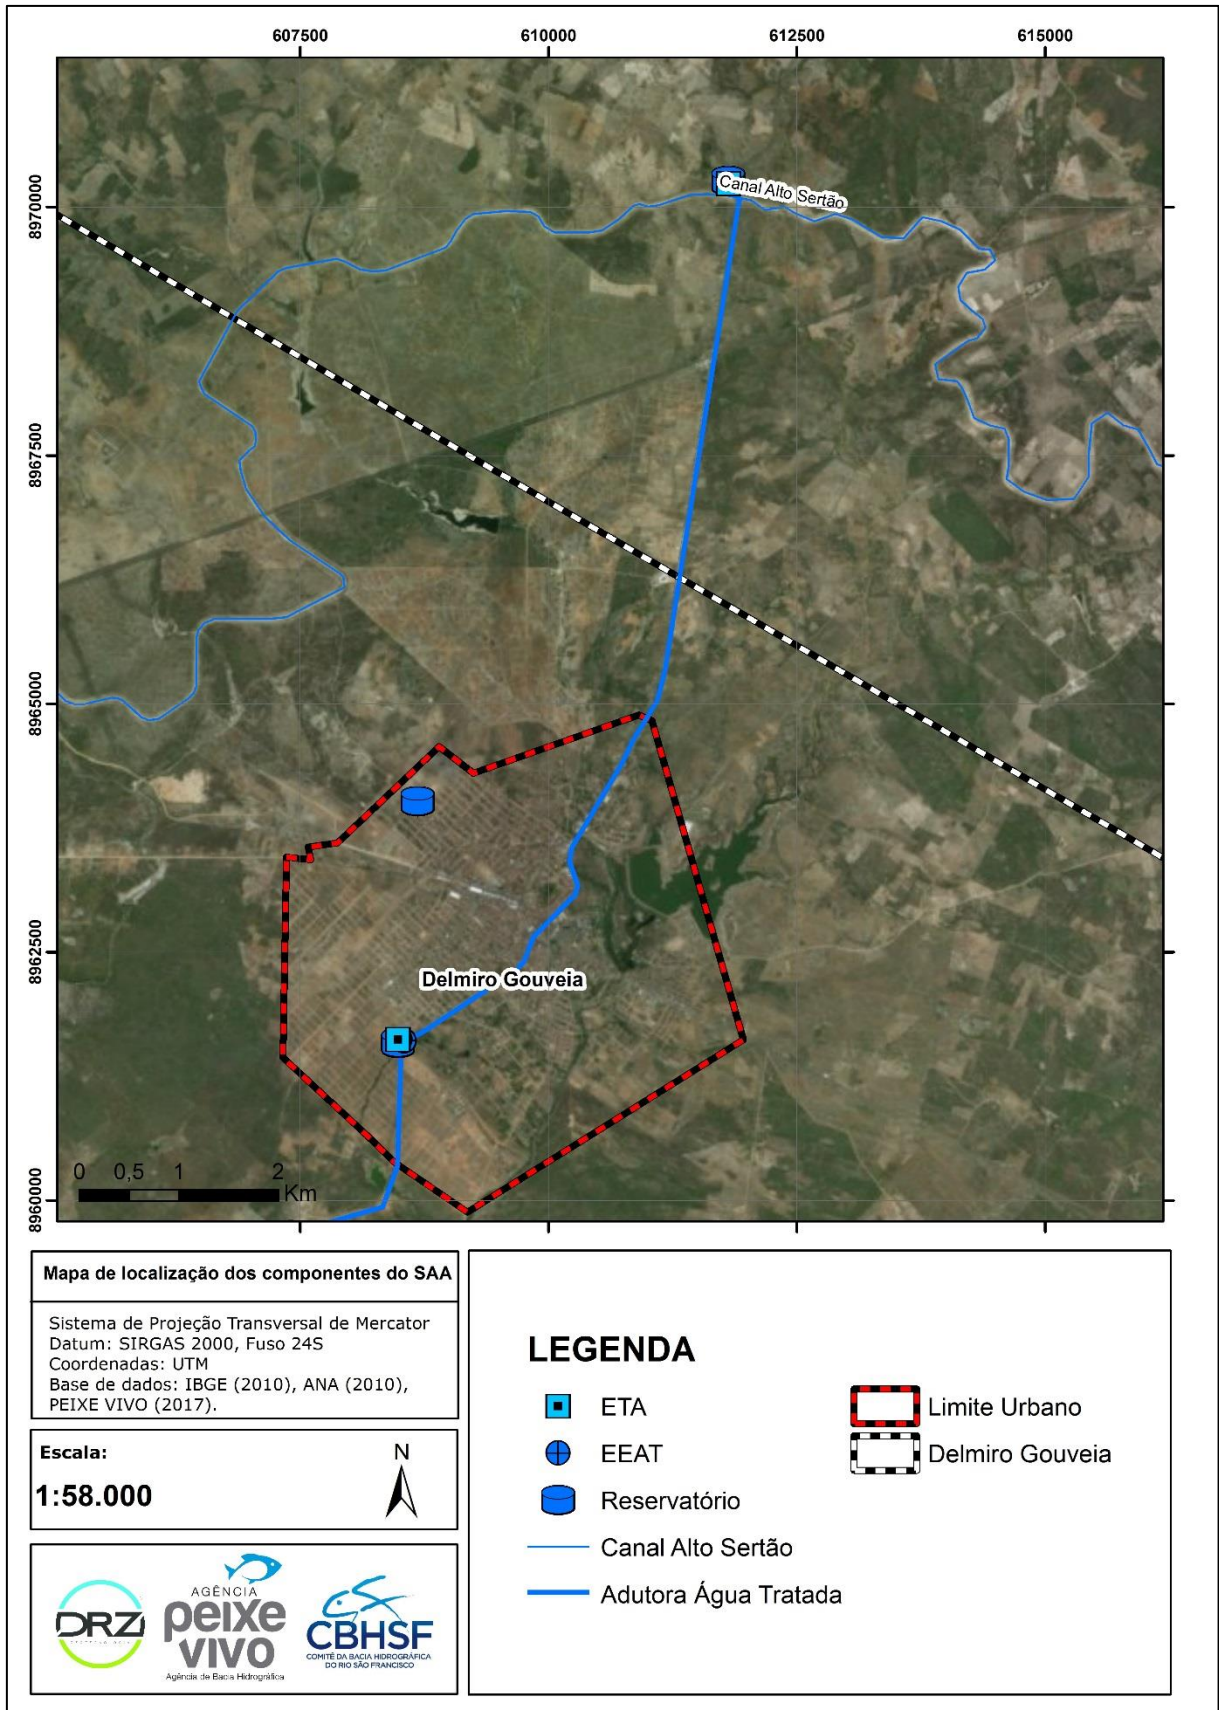 607500
610000
612500
615000
8970000
8967500
8965000
8962500
8960000
Canal Alto Sertão
Delmiro Gouveia
0 0,5 1 2
Km
Mapa de localização dos componentes do SAA
Sistema de Projeção Transversal de Mercator
Datum: SIRGAS 2000, Fuso 24S
Coordenadas: UTM
Base de dados: IBGE (2010), ANA (2010),
PEIXE VIVO (2017).
Escala:
1:58.000
N
DRZ
AGÊNCIA
peixe
vivo
Agência de Bacia Hidrográfica
CBHSF
COMITÊ DA BACIA HIDROGRÁFICA
DO RIO SÃO FRANCISCO
LEGENDA
ETA
EEAT
Reservatório
Canal Alto Sertão
Adutora Água Tratada
Limite Urbano
Delmiro Gouveia